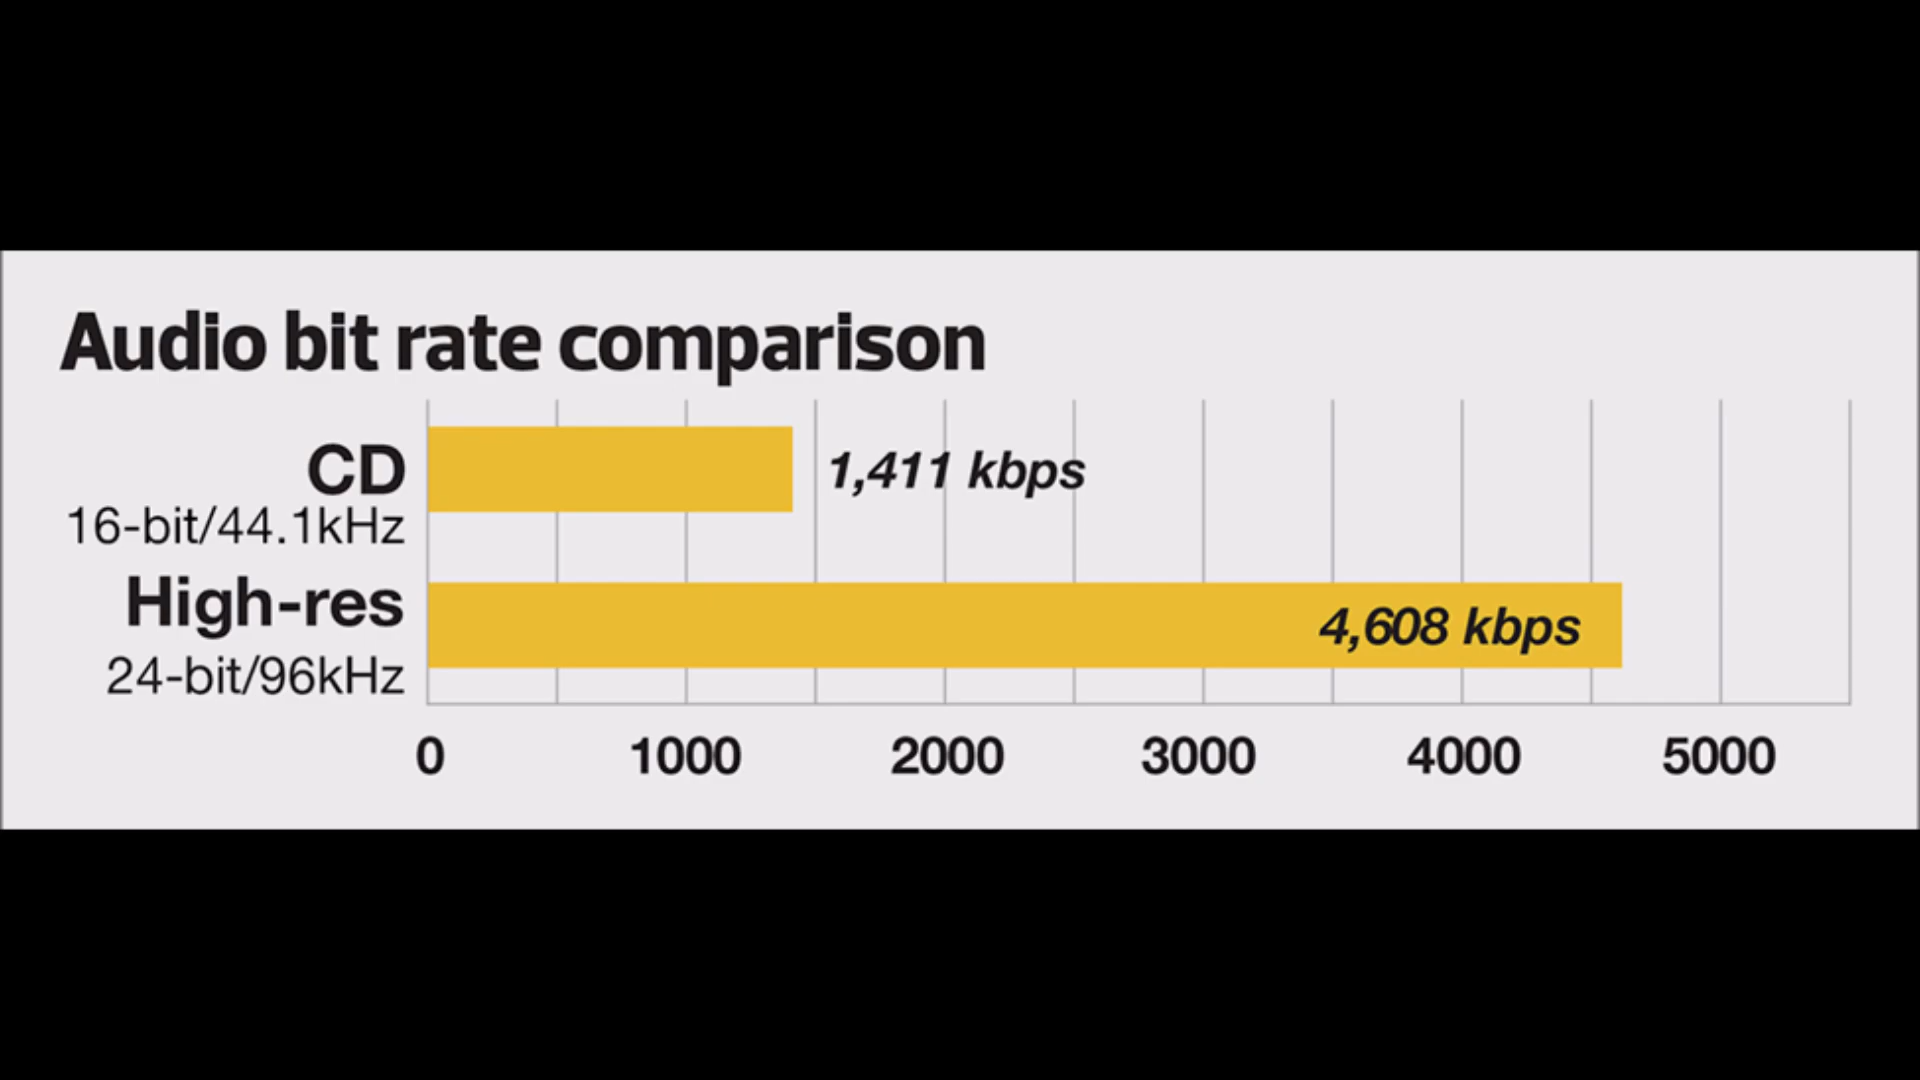 Audio bit rate comparison
CD
1,411 kbps
16-bit/44.1kHz
High-res
4,608 kbps
24-bit/96kHz
0 1000 2000 3000 4000 5000